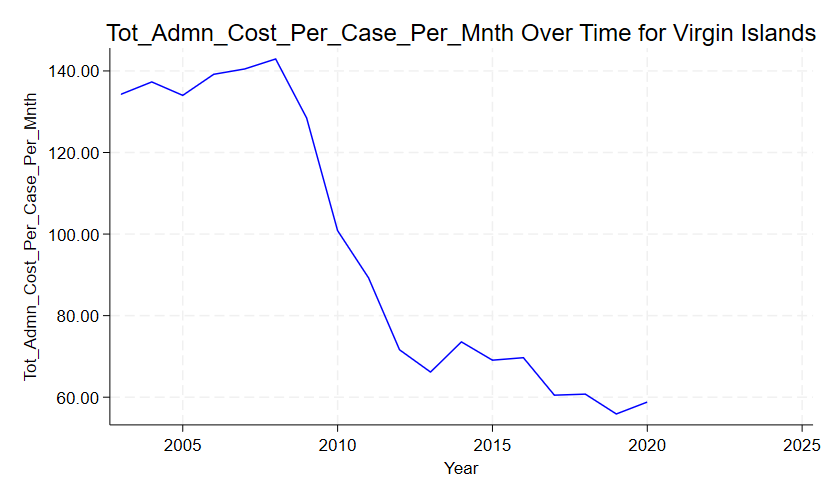 Tot_Admn_Cost_Per_Case_Per_Mnth Over Time for Virgin Islands
Tot_Admn_Cost_Per_Case_Per_Mnth
140.00
120.00
100.00
80.00
60.00
2005 2010 2015 2020 2025
Year